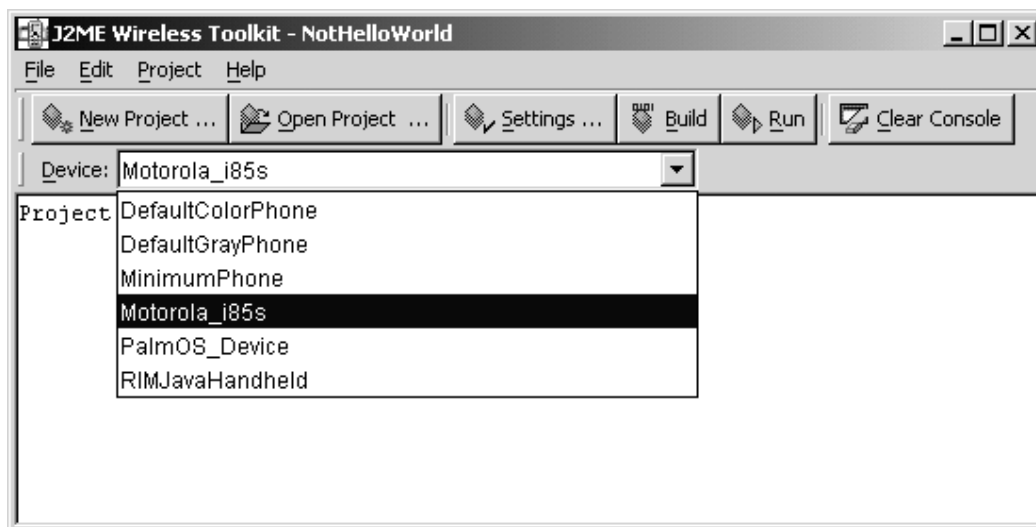 J2ME Wireless Toolkit - NotHelloWorld
File Edit Project Help
New Project ... Open Project ... Settings ... Build Run Clear Console
Device: Motorola_i85s
Project
DefaultColorPhone
DefaultGrayPhone
MinimumPhone
Motorola_i85s
PalmOS_Device
RIMJavaHandheld